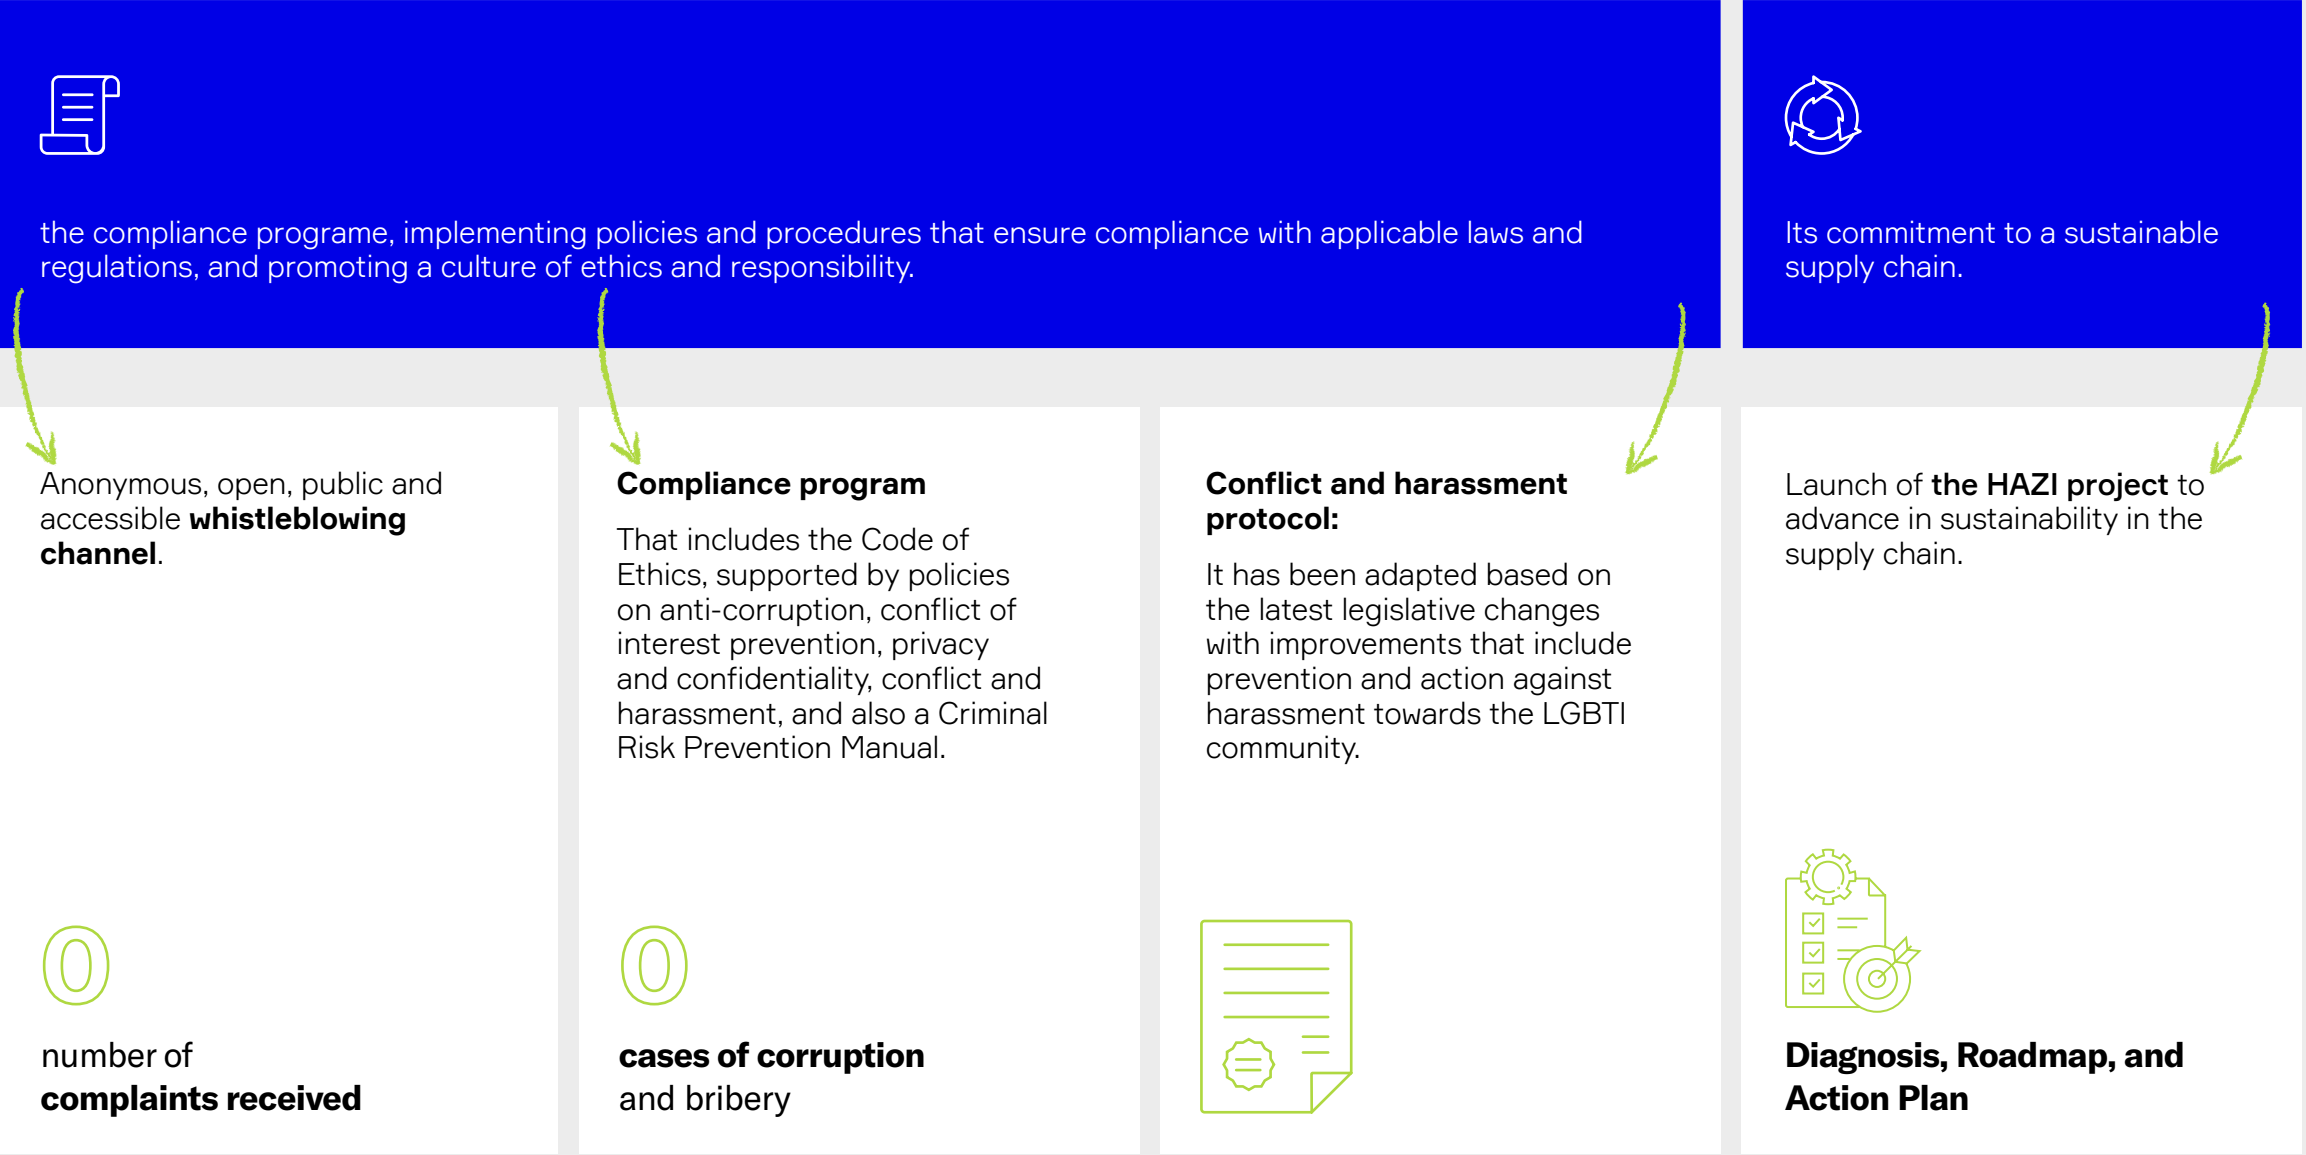 the compliance programe, implementing policies and procedures that ensure compliance with applicable laws and
regulations, and promoting a culture of ethics and responsibility.
Its commitment to a sustainable
supply chain.
Anonymous, open, public and
accessible whistleblowing
channel.
0
number of
complaints received
Compliance program
That includes the Code of
Ethics, supported by policies
on anti-corruption, conflict of
interest prevention, privacy
and confidentiality, conflict and
harassment, and also a Criminal
Risk Prevention Manual.
0
cases of corruption
and bribery
Conflict and harassment
protocol:
It has been adapted based on
the latest legislative changes
with improvements that include
prevention and action against
harassment towards the LGBTI
community.
Launch of the HAZI project to
advance in sustainability in the
supply chain.
Diagnosis, Roadmap, and
Action Plan